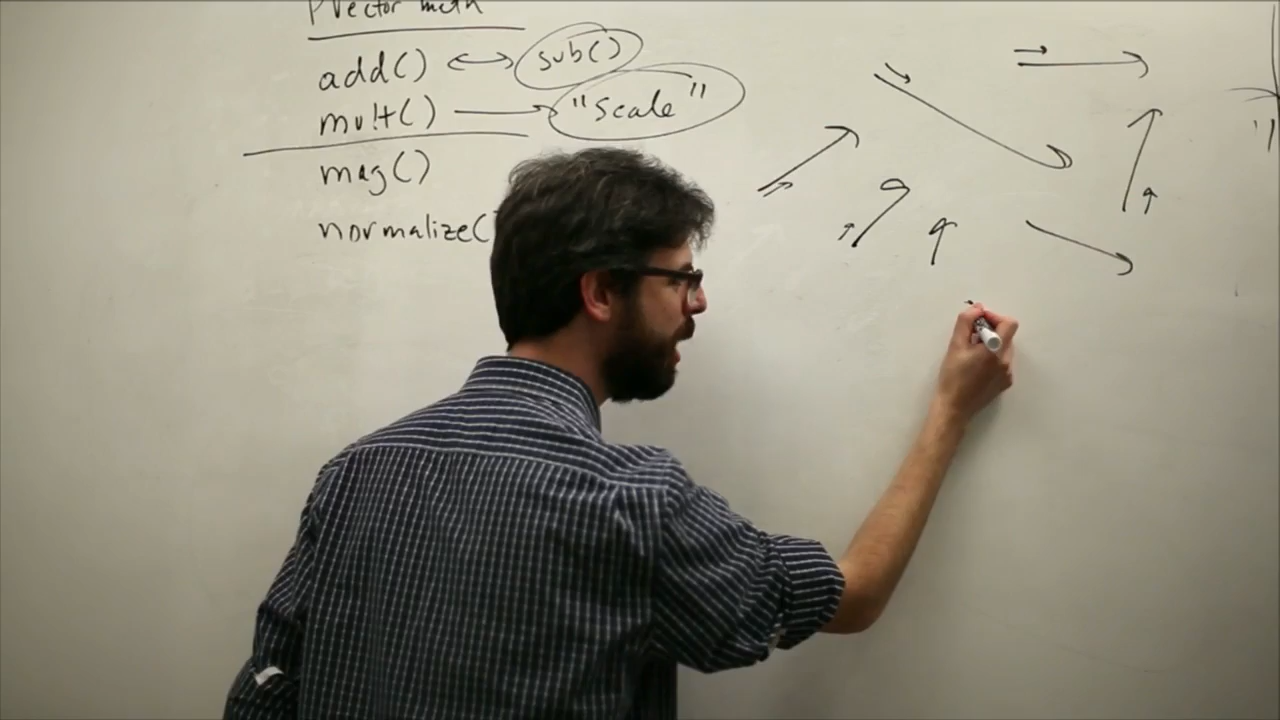 PVector math
add() ↔ sub()
mult() → "Scale"
mag()
normalize(